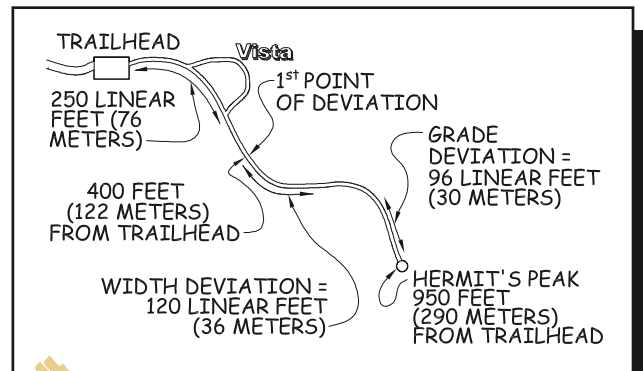 TRAILHEAD
Vista
1st POINT
OF DEVIATION
250 LINEAR
FEET (76
METERS)
GRADE
DEVIATION =
96 LINEAR FEET
(30 METERS)
400 FEET
(122 METERS)
FROM TRAILHEAD
WIDTH DEVIATION =
120 LINEAR FEET
(36 METERS)
HERMIT'S PEAK
950 FEET
(290 METERS)
FROM TRAILHEAD